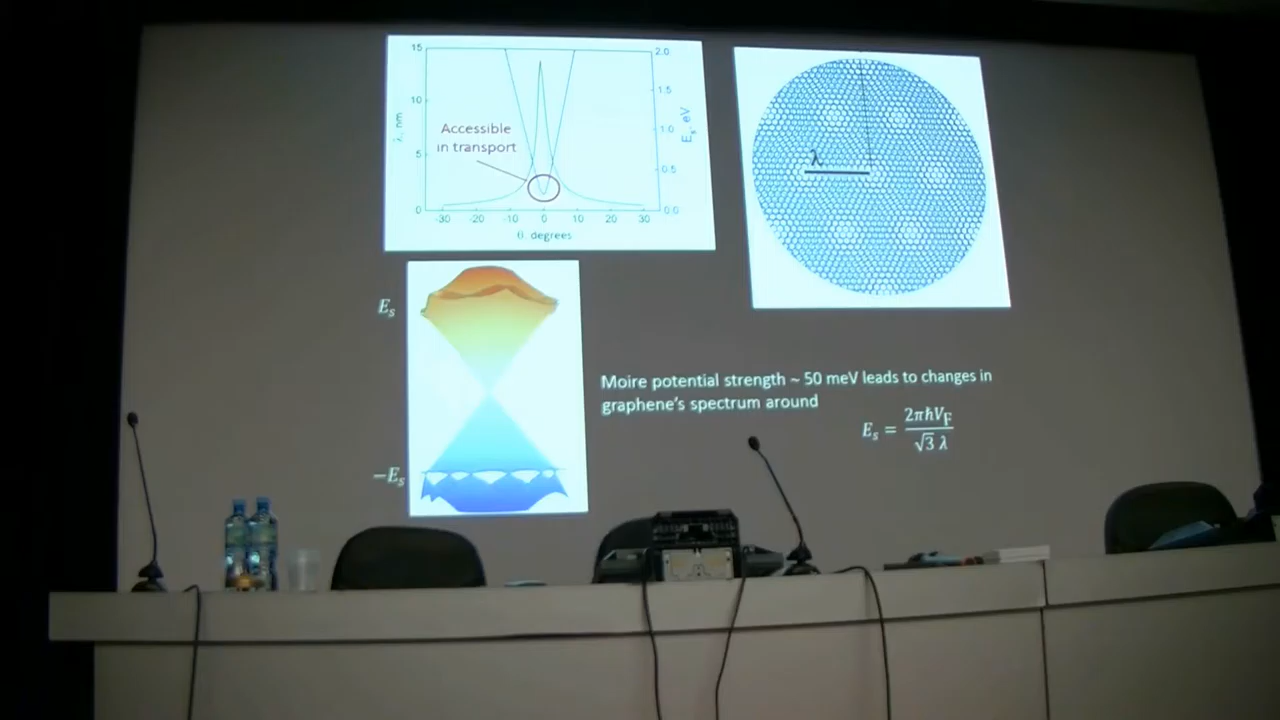 15
10
5
0
λ, nm
2.0
1.5
1.0
0.5
0.0
E_s, eV
Accessible
in transport
-30 -20 -10 0 10 20 30
θ, degrees
λ
E_s
−E_s
Moire potential strength ~ 50 meV leads to changes in
graphene's spectrum around
E_s = 2πℏV_F / √3 λ